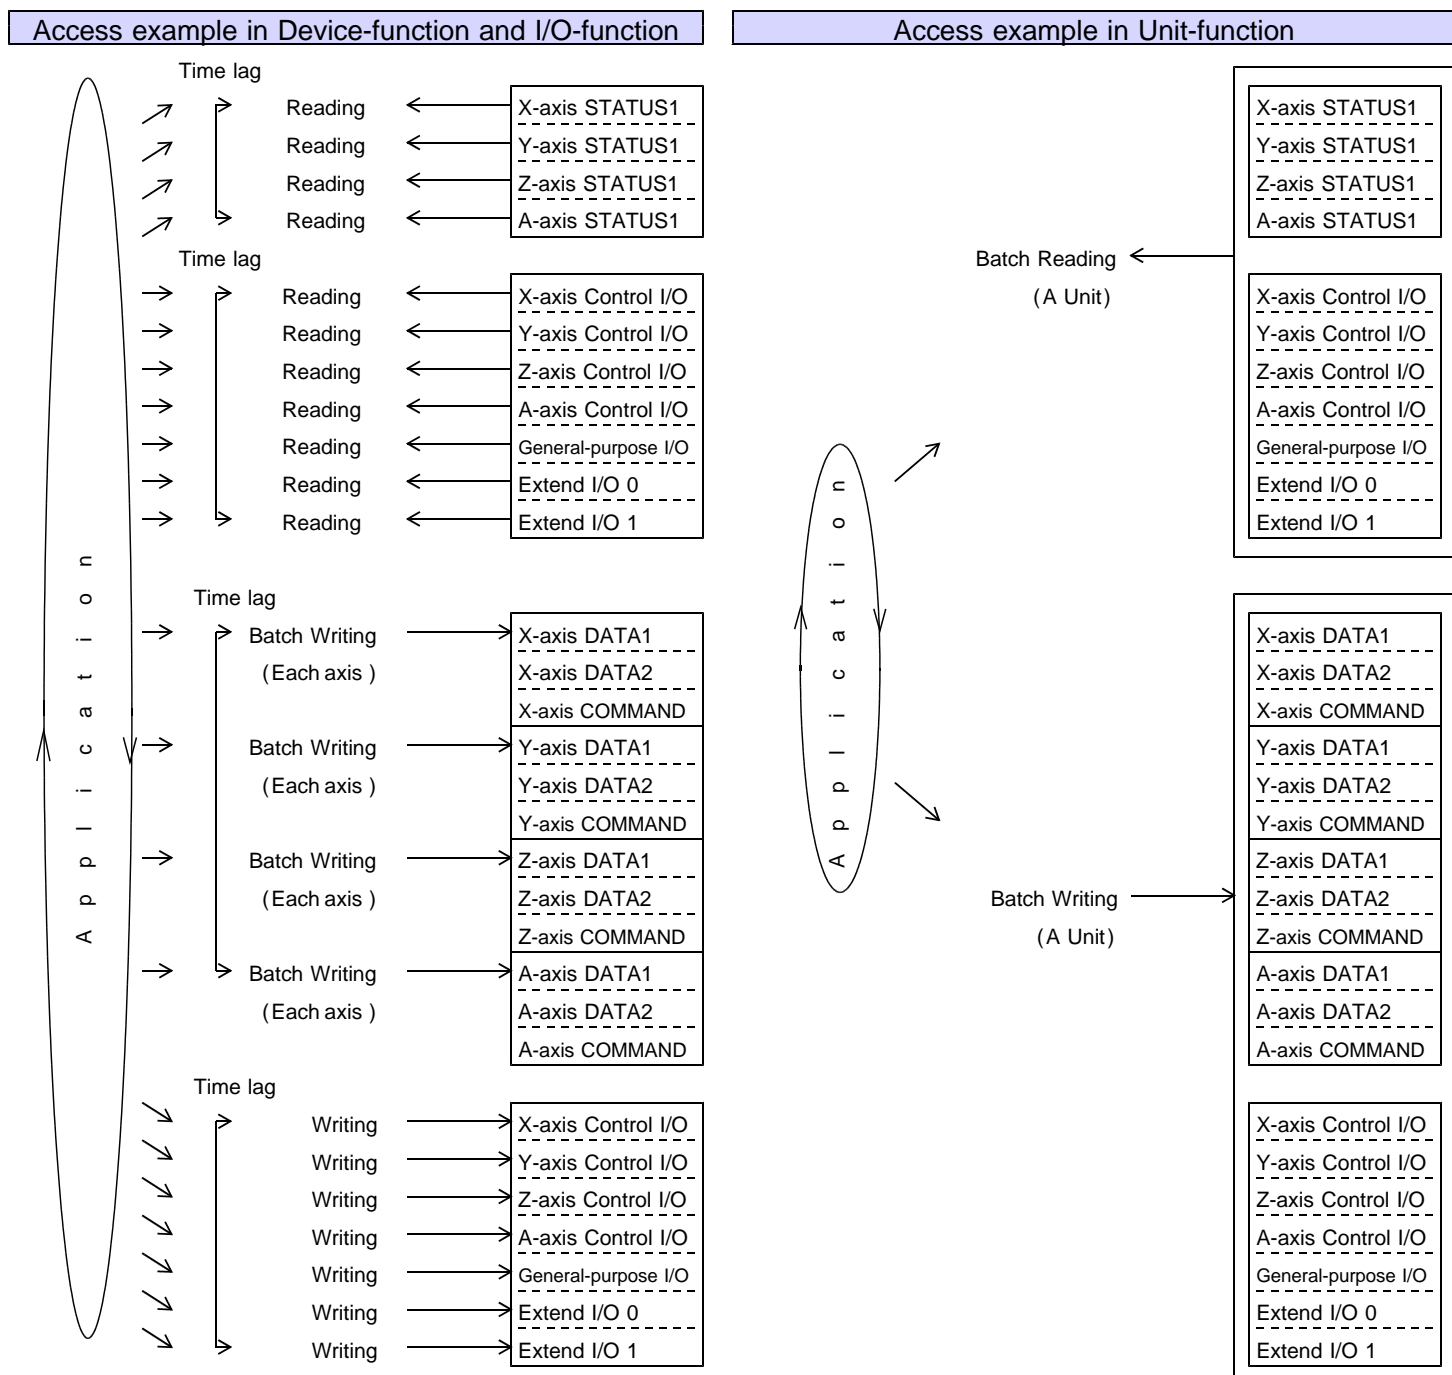 Access example in Device-function and I/O-function
Time lag
Reading X-axis STATUS1
Reading Y-axis STATUS1
Reading Z-axis STATUS1
Reading A-axis STATUS1
Time lag
Reading X-axis Control I/O
Reading Y-axis Control I/O
Reading Z-axis Control I/O
Reading A-axis Control I/O
Reading General-purpose I/O
Reading Extend I/O 0
Reading Extend I/O 1
Application
Time lag
Batch Writing X-axis DATA1
(Each axis) X-axis DATA2
X-axis COMMAND
Batch Writing Y-axis DATA1
(Each axis) Y-axis DATA2
Y-axis COMMAND
Batch Writing Z-axis DATA1
(Each axis) Z-axis DATA2
Z-axis COMMAND
Batch Writing A-axis DATA1
(Each axis) A-axis DATA2
A-axis COMMAND
Time lag
Writing X-axis Control I/O
Writing Y-axis Control I/O
Writing Z-axis Control I/O
Writing A-axis Control I/O
Writing General-purpose I/O
Writing Extend I/O 0
Writing Extend I/O 1
Access example in Unit-function
X-axis STATUS1
Y-axis STATUS1
Z-axis STATUS1
A-axis STATUS1
Batch Reading
(A Unit)
X-axis Control I/O
Y-axis Control I/O
Z-axis Control I/O
A-axis Control I/O
General-purpose I/O
Extend I/O 0
Extend I/O 1
Application
X-axis DATA1
X-axis DATA2
X-axis COMMAND
Y-axis DATA1
Y-axis DATA2
Y-axis COMMAND
Z-axis DATA1
Batch Writing Z-axis DATA2
(A Unit) Z-axis COMMAND
A-axis DATA1
A-axis DATA2
A-axis COMMAND
X-axis Control I/O
Y-axis Control I/O
Z-axis Control I/O
A-axis Control I/O
General-purpose I/O
Extend I/O 0
Extend I/O 1